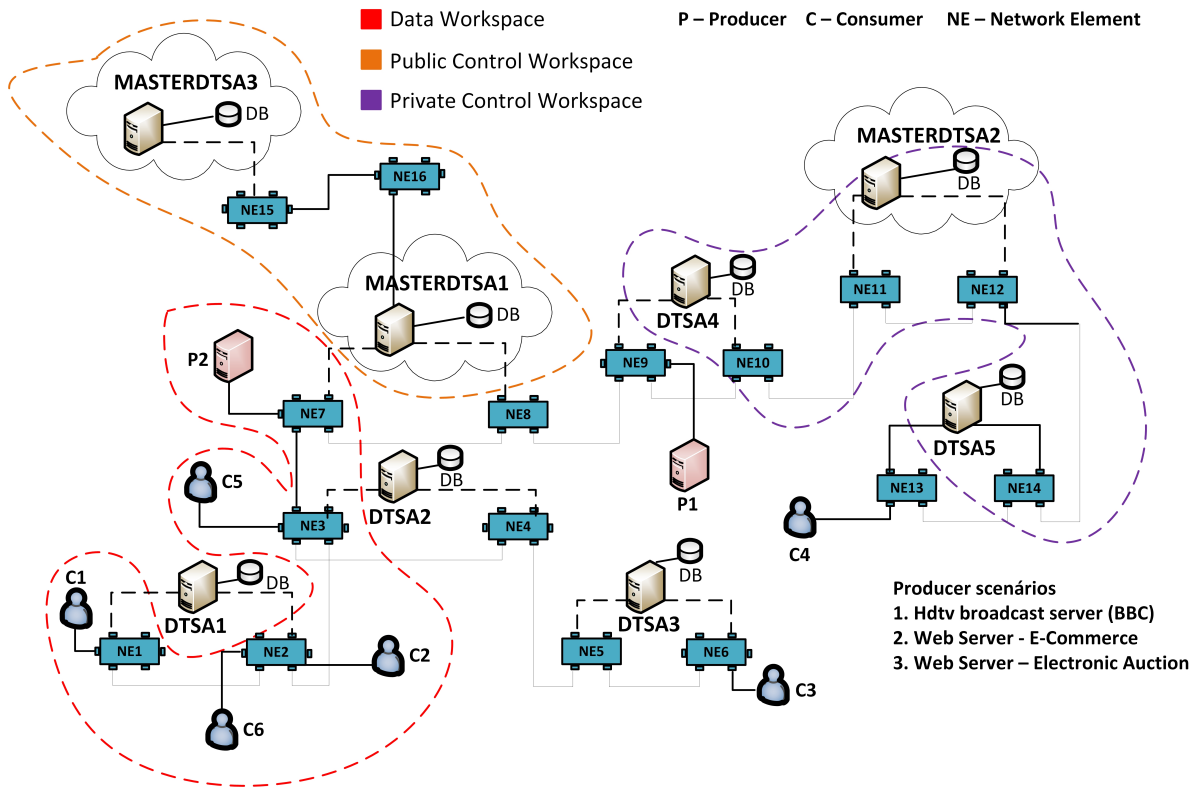 Data Workspace
P – Producer C – Consumer NE – Network Element
Public Control Workspace
Private Control Workspace
MASTERDTSA3
DB
NE15
NE16
MASTERDTSA2
DB
NE11
NE12
MASTERDTSA1
DB
DTSA4
DB
NE9
NE10
P2
NE7
NE8
P1
DTSA5
DB
NE13
NE14
C4
C5
DTSA2
DB
NE3
NE4
C1
DTSA1
DB
NE1
NE2
C2
C6
DTSA3
DB
NE5
NE6
C3
Producer scenários
1. Hdtv broadcast server (BBC)
2. Web Server - E-Commerce
3. Web Server – Electronic Auction